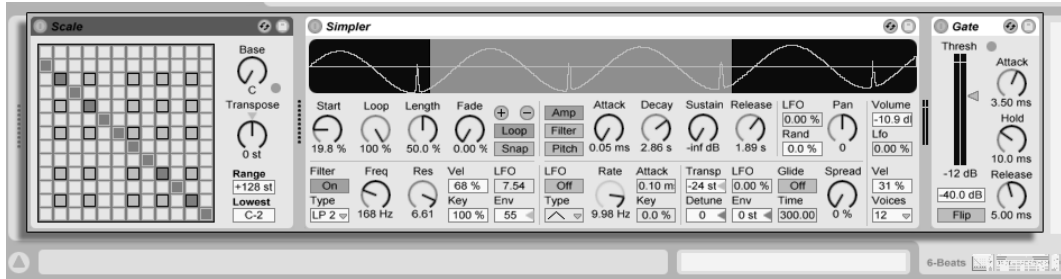 Scale
Base
C
Transpose
0 st
Range
+128 st
Lowest
C-2
Simpler
Start Loop Length Fade
19.8 % 100 % 50.0 % 0.00 %
Loop
Snap
Amp
Filter
Pitch
Attack Decay Sustain Release
0.05 ms 2.86 s -inf dB 1.89 s
LFO
0.00 %
Rand
0.0 %
Pan
0
Volume
-10.9 dB
Lfo
0.00 %
Filter
On
Type
LP 2
Freq
168 Hz
Res
6.61
Vel
68 %
Key
100 %
LFO
7.54
Env
55
LFO
Off
Type
Rate
9.98 Hz
Attack
0.10 m
Key
0.0 %
Transp
-24 st
Detune
0
LFO
0.00 %
Env
0 st
Glide
Off
Time
300.00
Spread
0 %
Vel
31 %
Voices
12
Gate
Thresh
-12 dB
-40.0 dB
Flip
Attack
3.50 ms
Hold
10.0 ms
Release
5.00 ms
6-Beats